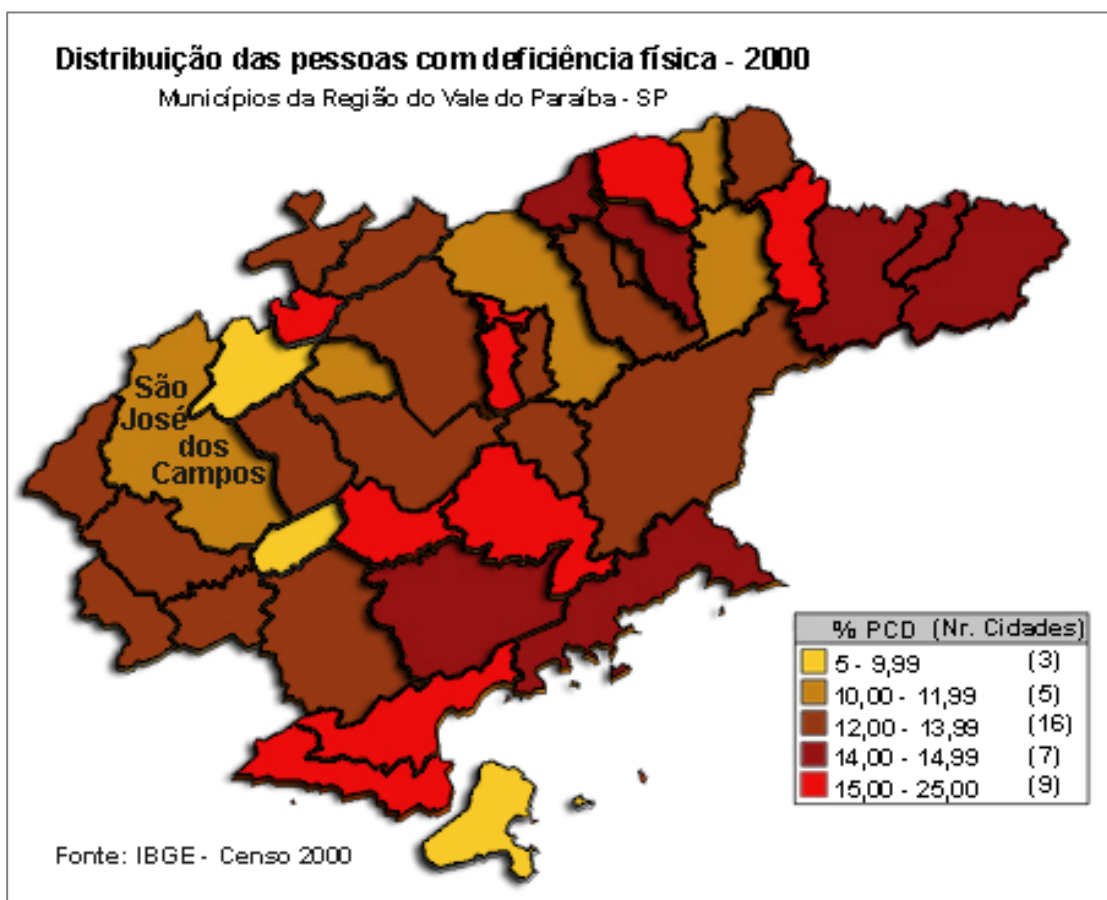 Distribuição das pessoas com deficiência física - 2000
Municípios da Região do Vale do Paraíba - SP
São
José
dos
Campos
% PCD (Nr. Cidades)
5 - 9,99 (3)
10,00 - 11,99 (5)
12,00 - 13,99 (16)
14,00 - 14,99 (7)
15,00 - 25,00 (9)
Fonte: IBGE - Censo 2000